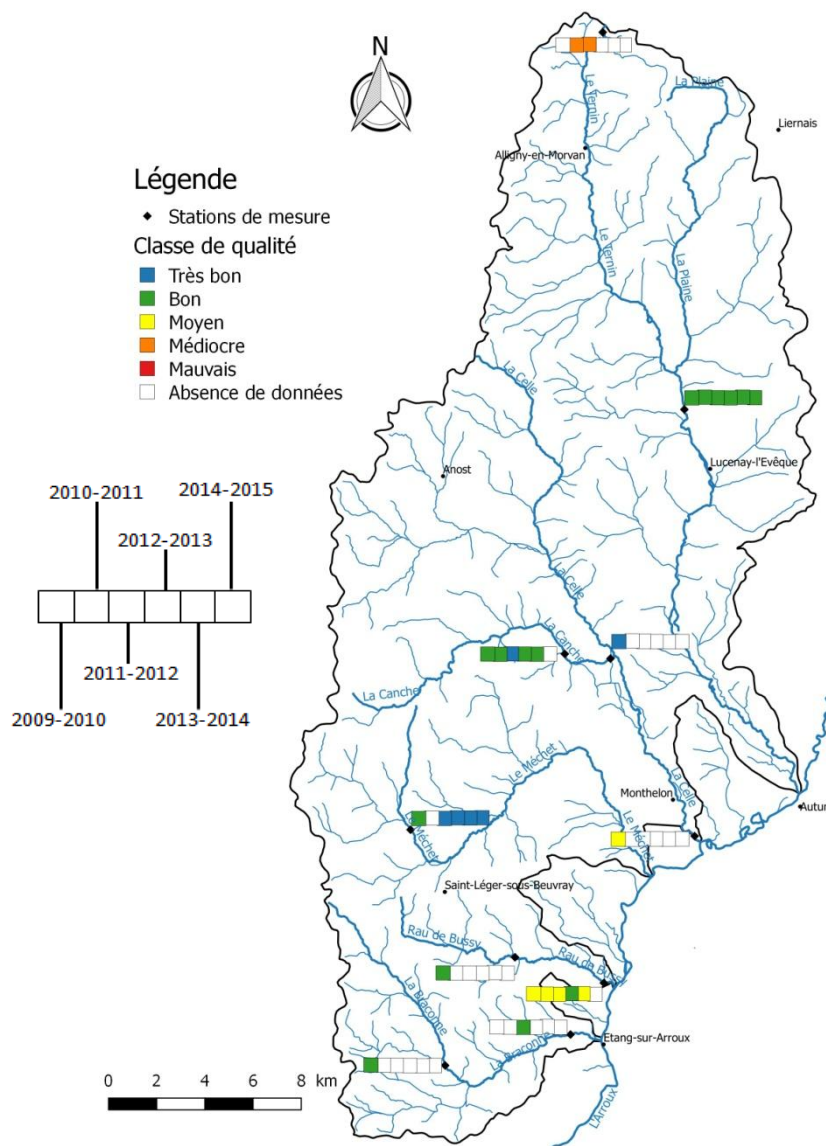 N
La Plaine
Le Ternin
Liernais
Alligny-en-Morvan
Légende
Stations de mesure
Classe de qualité
Très bon
Bon
Moyen
Médiocre
Mauvais
Absence de données
Le Ternin
La Plaine
La Celle
Lucenay-l'Evêque
Anost
2010-2011
2014-2015
2012-2013
2011-2012
2009-2010
2013-2014
La Celle
La Canche
La Canche
Le Méchet
La Celle
Monthelon
Autun
Le Méchet
Le Méchet
Saint-Léger-sous-Beuvray
Rau de Bussy
Rau de Bussy
La Braconne
La Braconne
Etang-sur-Arroux
L'Arroux
0 2 4 6 8 km